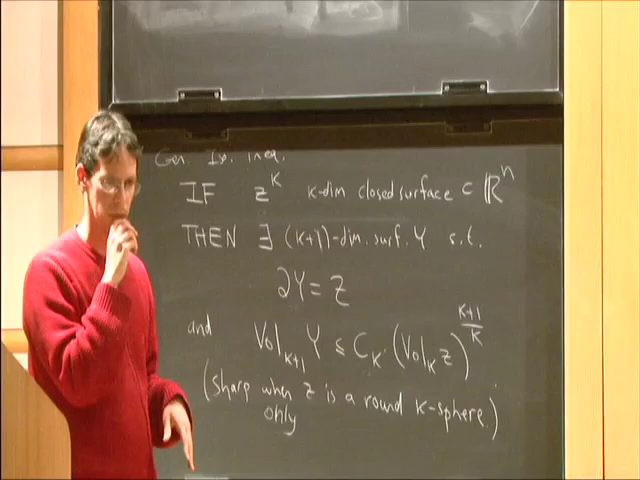 Gen. Iso. ineq.
IF z^k k-dim closed surface ⊂ ℝ^n
THEN ∃ (k+1)-dim. surf. Y s.t.
∂Y = z
and Vol_{k+1} Y ≤ C_k (Vol_k z)^{\frac{k+1}{k}}
(sharp when z is a round k-sphere.)
only